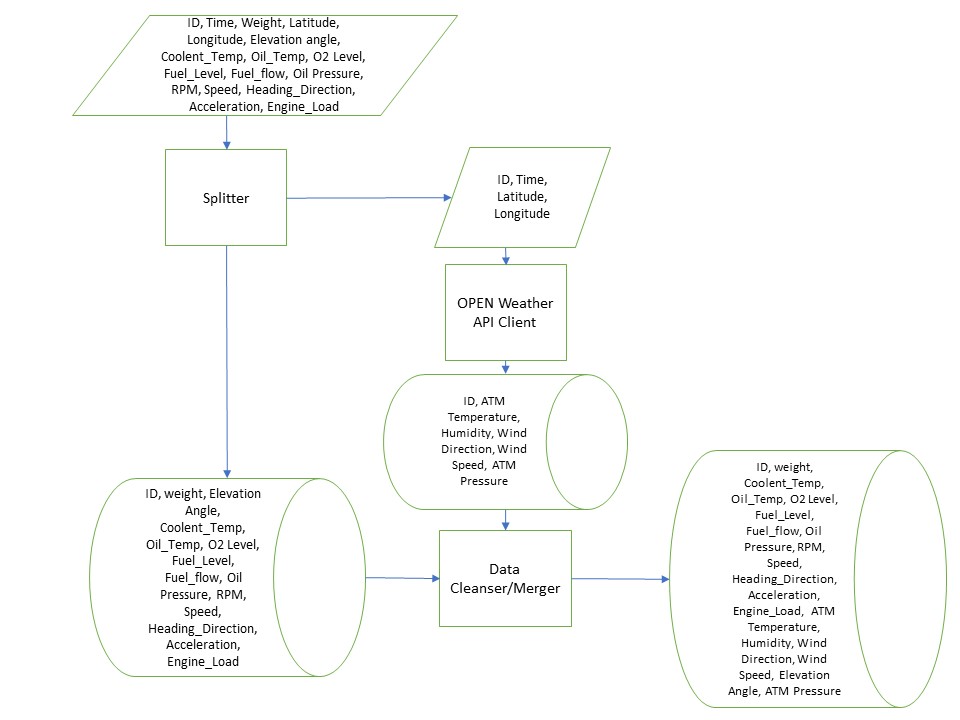 ID, Time, Weight, Latitude,
Longitude, Elevation angle,
Coolent_Temp, Oil_Temp, O2 Level,
Fuel_Level, Fuel_flow, Oil Pressure,
RPM, Speed, Heading_Direction,
Acceleration, Engine_Load
Splitter
ID, Time,
Latitude,
Longitude
OPEN Weather
API Client
ID, ATM
Temperature,
Humidity, Wind
Direction, Wind
Speed, ATM
Pressure
ID, weight, Elevation
Angle,
Coolent_Temp,
Oil_Temp, O2 Level,
Fuel_Level,
Fuel_flow, Oil
Pressure, RPM,
Speed,
Heading_Direction,
Acceleration,
Engine_Load
Data
Cleanser/Merger
ID, weight,
Coolent_Temp,
Oil_Temp, O2 Level,
Fuel_Level,
Fuel_flow, Oil
Pressure, RPM,
Speed,
Heading_Direction,
Acceleration,
Engine_Load, ATM
Temperature,
Humidity, Wind
Direction, Wind
Speed, Elevation
Angle, ATM Pressure